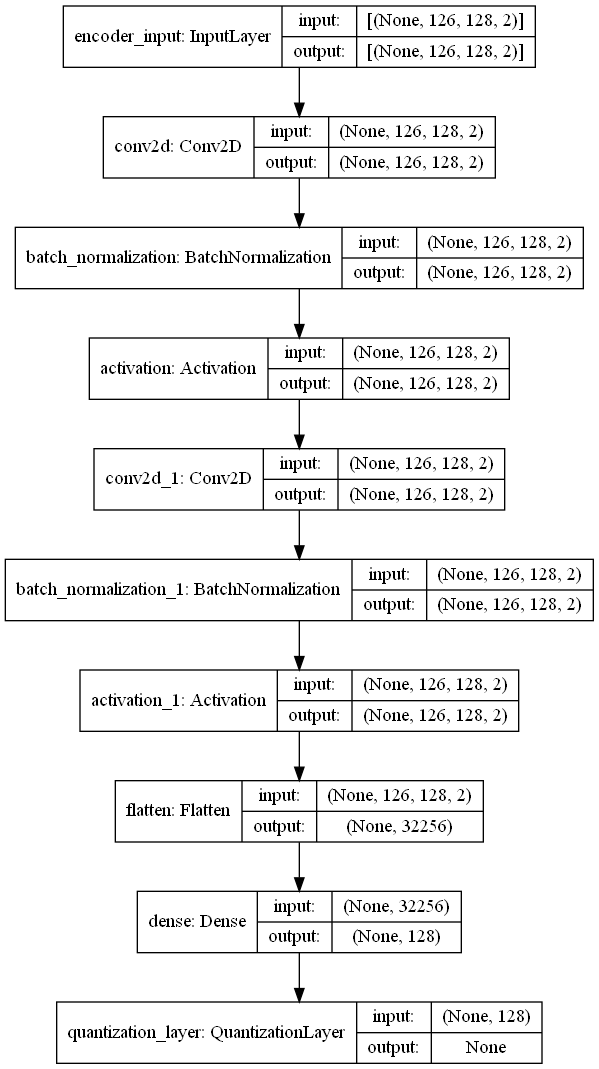 encoder_input: InputLayer
input: [(None, 126, 128, 2)]
output: [(None, 126, 128, 2)]
conv2d: Conv2D
input: (None, 126, 128, 2)
output: (None, 126, 128, 2)
batch_normalization: BatchNormalization
input: (None, 126, 128, 2)
output: (None, 126, 128, 2)
activation: Activation
input: (None, 126, 128, 2)
output: (None, 126, 128, 2)
conv2d_1: Conv2D
input: (None, 126, 128, 2)
output: (None, 126, 128, 2)
batch_normalization_1: BatchNormalization
input: (None, 126, 128, 2)
output: (None, 126, 128, 2)
activation_1: Activation
input: (None, 126, 128, 2)
output: (None, 126, 128, 2)
flatten: Flatten
input: (None, 126, 128, 2)
output: (None, 32256)
dense: Dense
input: (None, 32256)
output: (None, 128)
quantization_layer: QuantizationLayer
input: (None, 128)
output: None